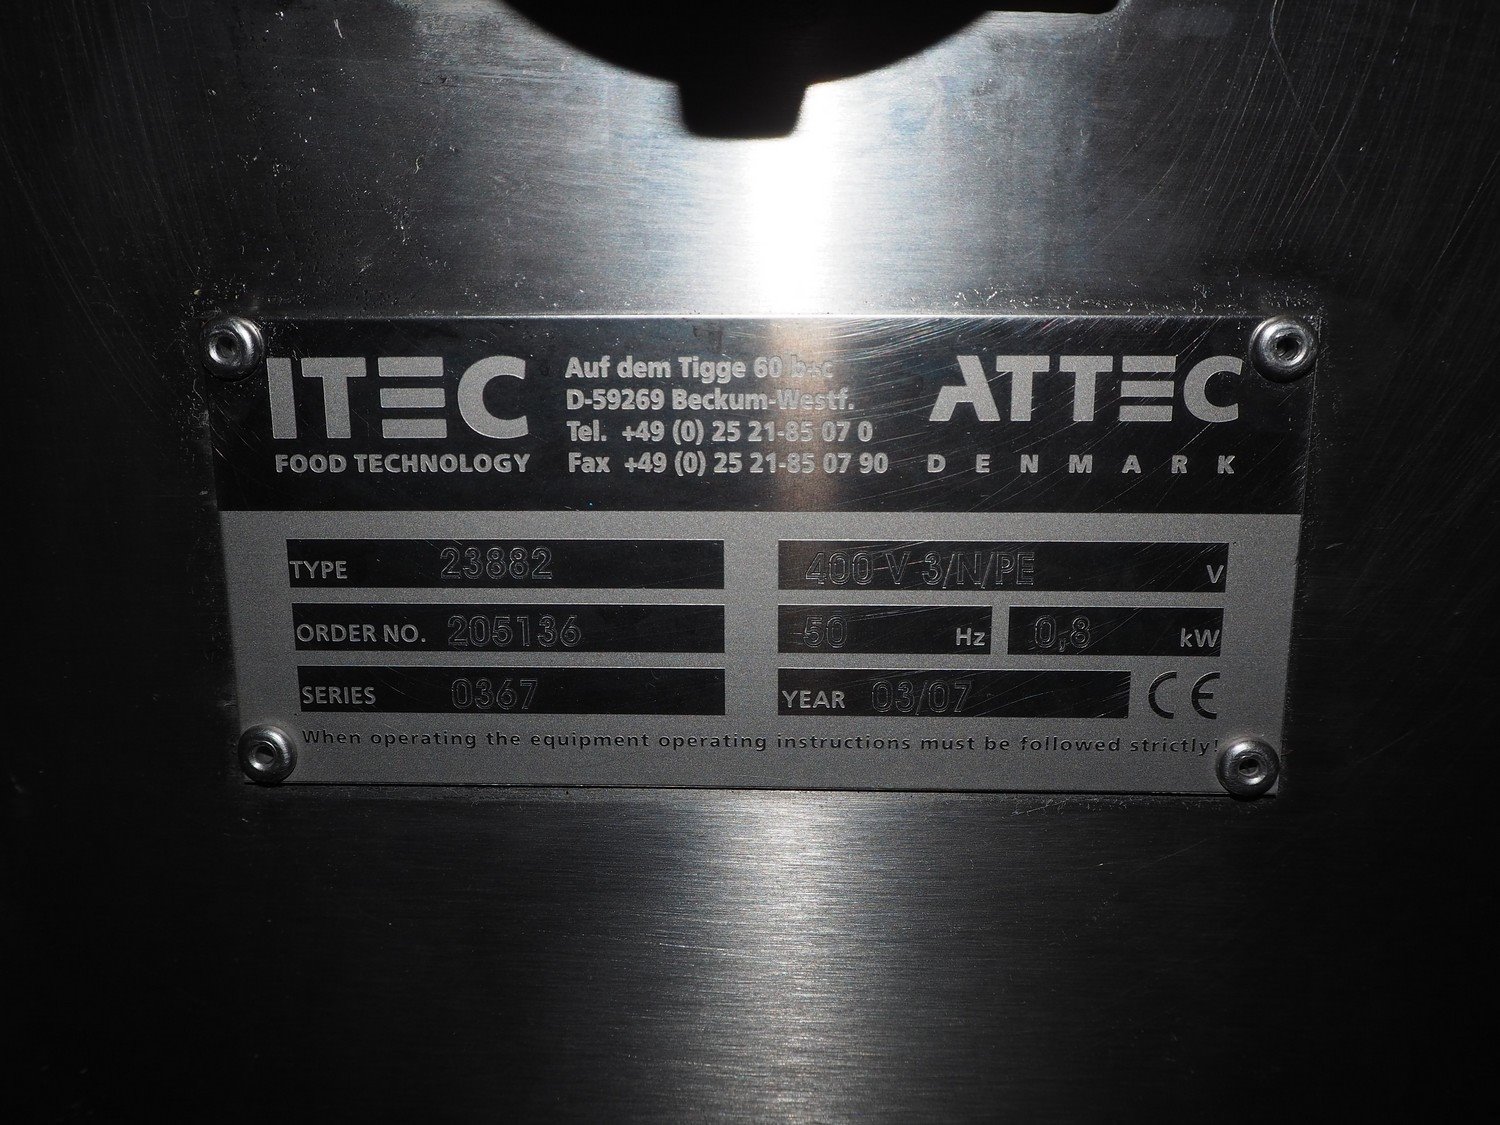 ITEC
FOOD TECHNOLOGY
Auf dem Tigge 60 b-c
D-59269 Beckum-Westf.
Tel. +49 (0) 25 21-85 07 0
Fax +49 (0) 25 21-85 07 90
ATTEC
DENMARK
TYPE 23882
400 V 3/N/PE V
ORDER NO. 205136
50 Hz
0,8 kW
SERIES 0367
YEAR 03/07
CE
When operating the equipment operating instructions must be followed strictly!